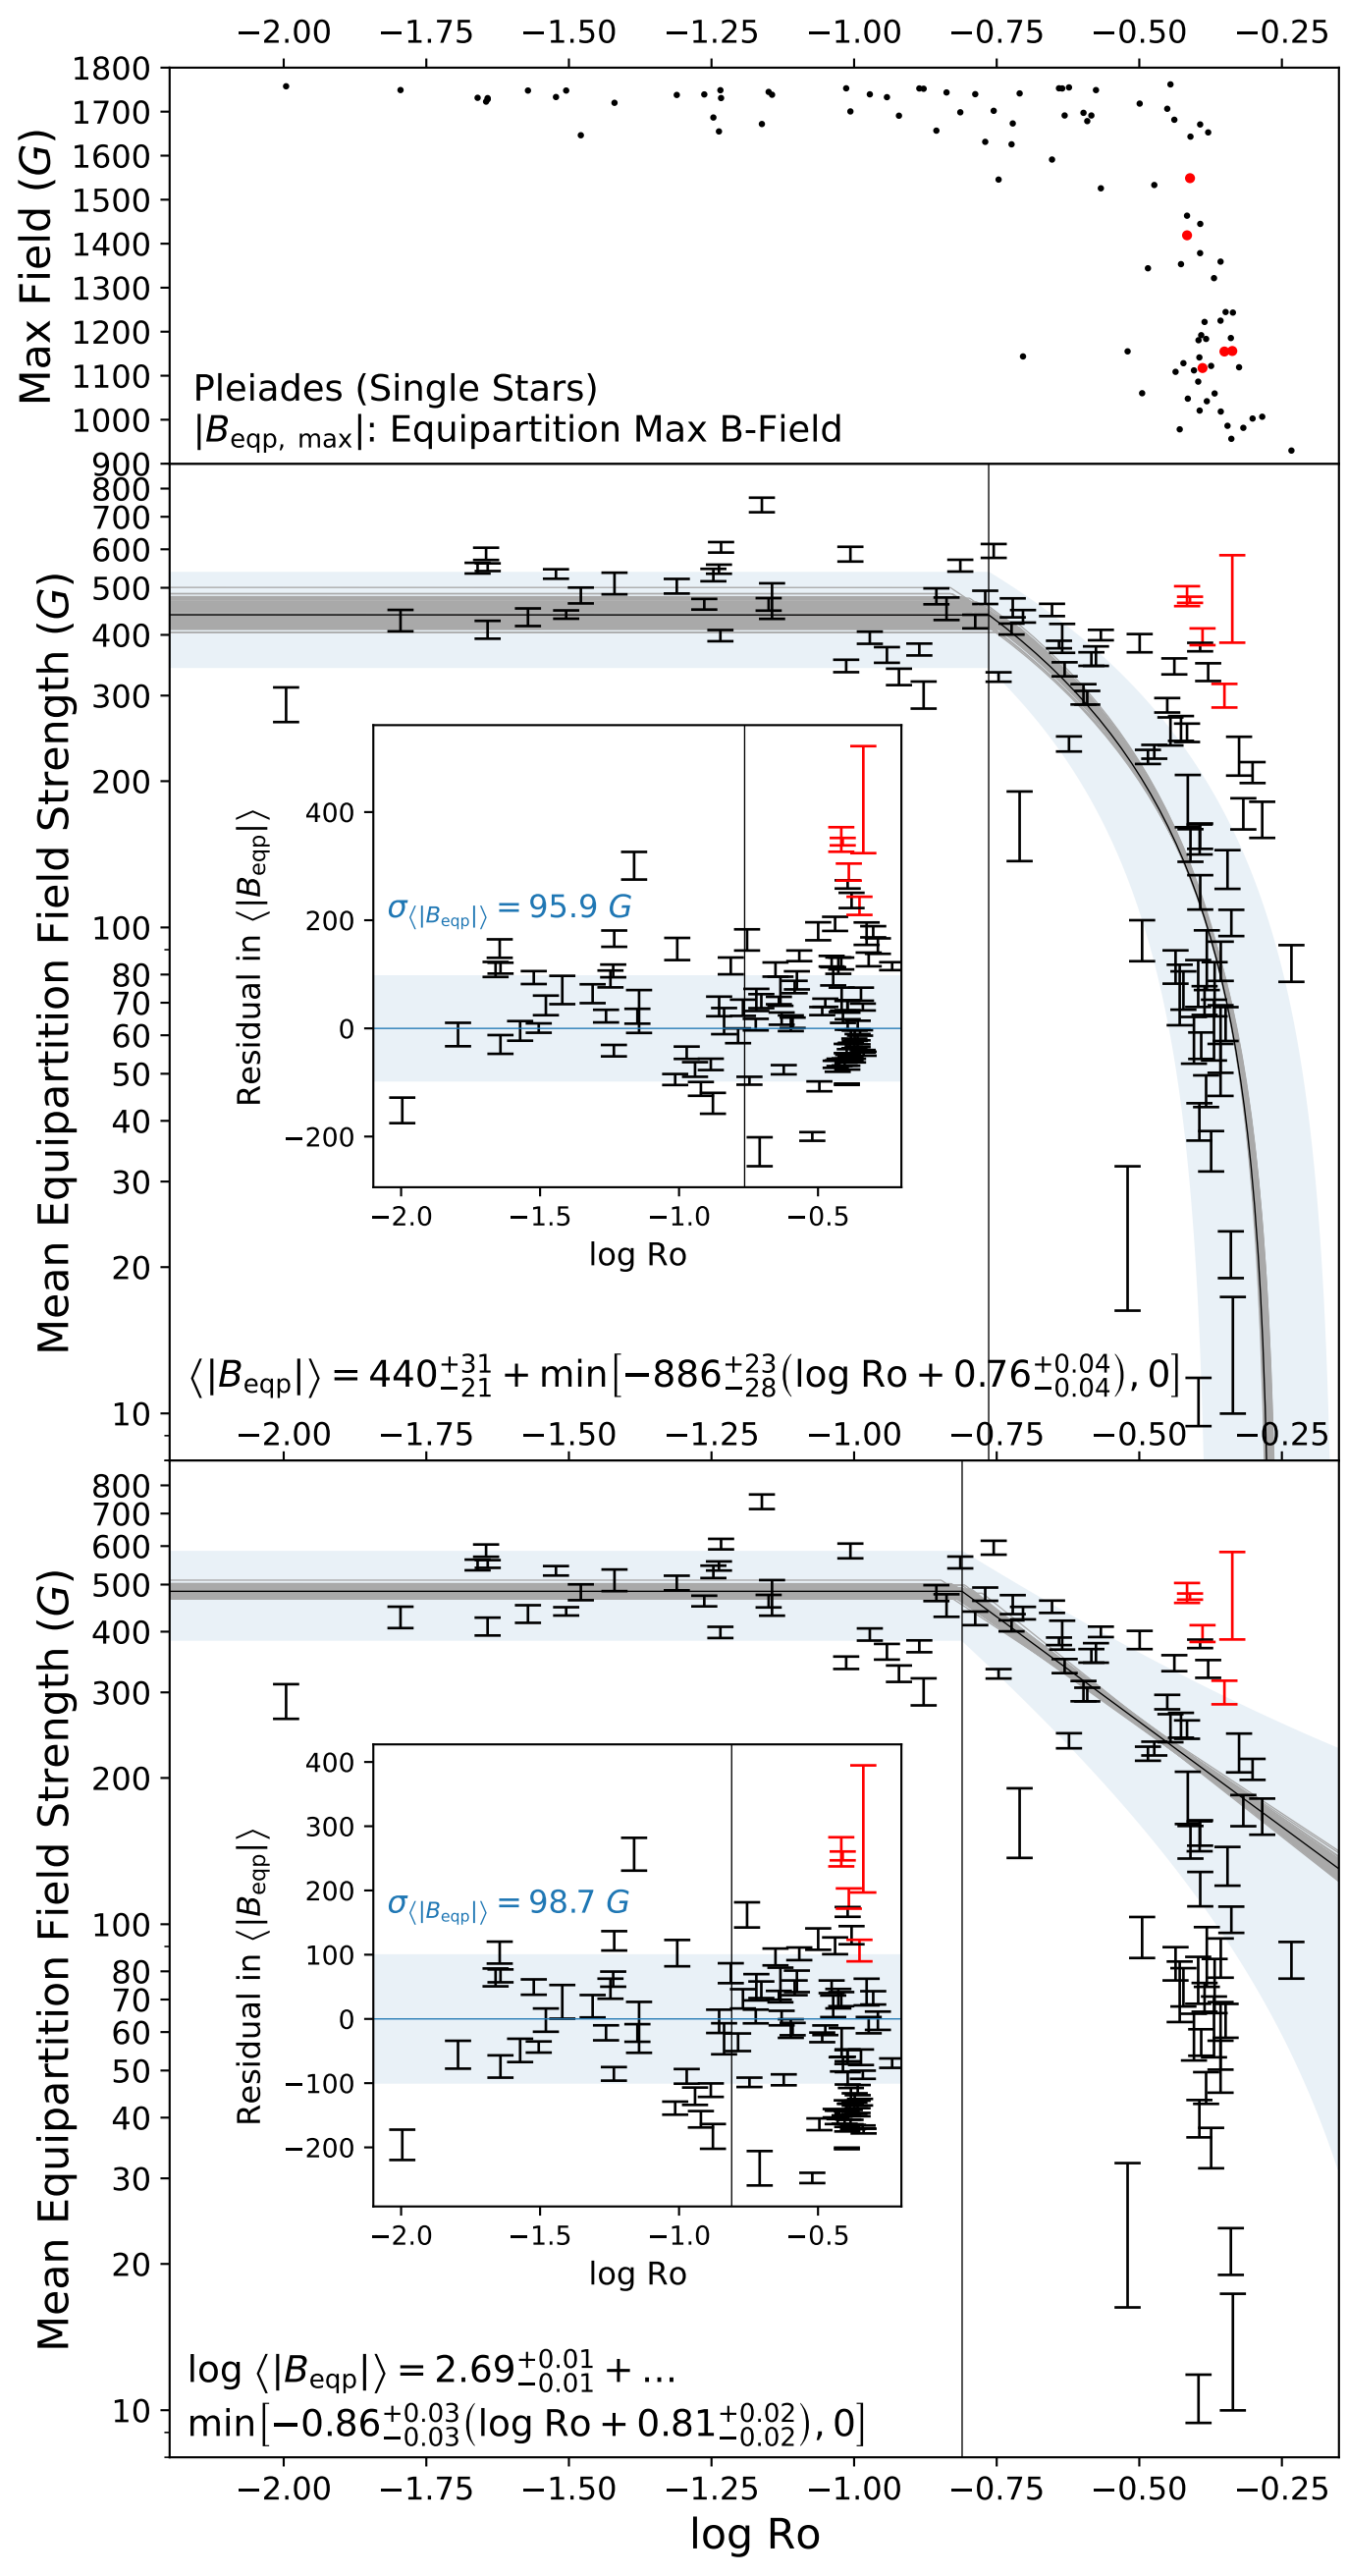 −2.00 −1.75 −1.50 −1.25 −1.00 −0.75 −0.50 −0.25
1800
1700
1600
1500
1400
1300
1200
1100
1000
900
Max Field (G)
Pleiades (Single Stars)
|B_eqp, max|: Equipartition Max B-Field
800
700
600
500
400
300
200
100
80
70
60
50
40
30
20
10
Mean Equipartition Field Strength (G)
400
200
0
−200
Residual in ⟨|B_eqp|⟩
σ_⟨|B_eqp|⟩ = 95.9 G
−2.0 −1.5 −1.0 −0.5
log Ro
⟨|B_eqp|⟩ = 440^{+31}_{−21} + min[−886^{+23}_{−28}(log Ro + 0.76^{+0.04}_{−0.04}), 0]
−2.00 −1.75 −1.50 −1.25 −1.00 −0.75 −0.50 −0.25
800
700
600
500
400
300
200
100
80
70
60
50
40
30
20
10
Mean Equipartition Field Strength (G)
400
300
200
100
0
−100
−200
Residual in ⟨|B_eqp|⟩
σ_⟨|B_eqp|⟩ = 98.7 G
−2.0 −1.5 −1.0 −0.5
log Ro
log ⟨|B_eqp|⟩ = 2.69^{+0.01}_{−0.01} + ...
min[−0.86^{+0.03}_{−0.03}(log Ro + 0.81^{+0.02}_{−0.02}), 0]
−2.00 −1.75 −1.50 −1.25 −1.00 −0.75 −0.50 −0.25
log Ro